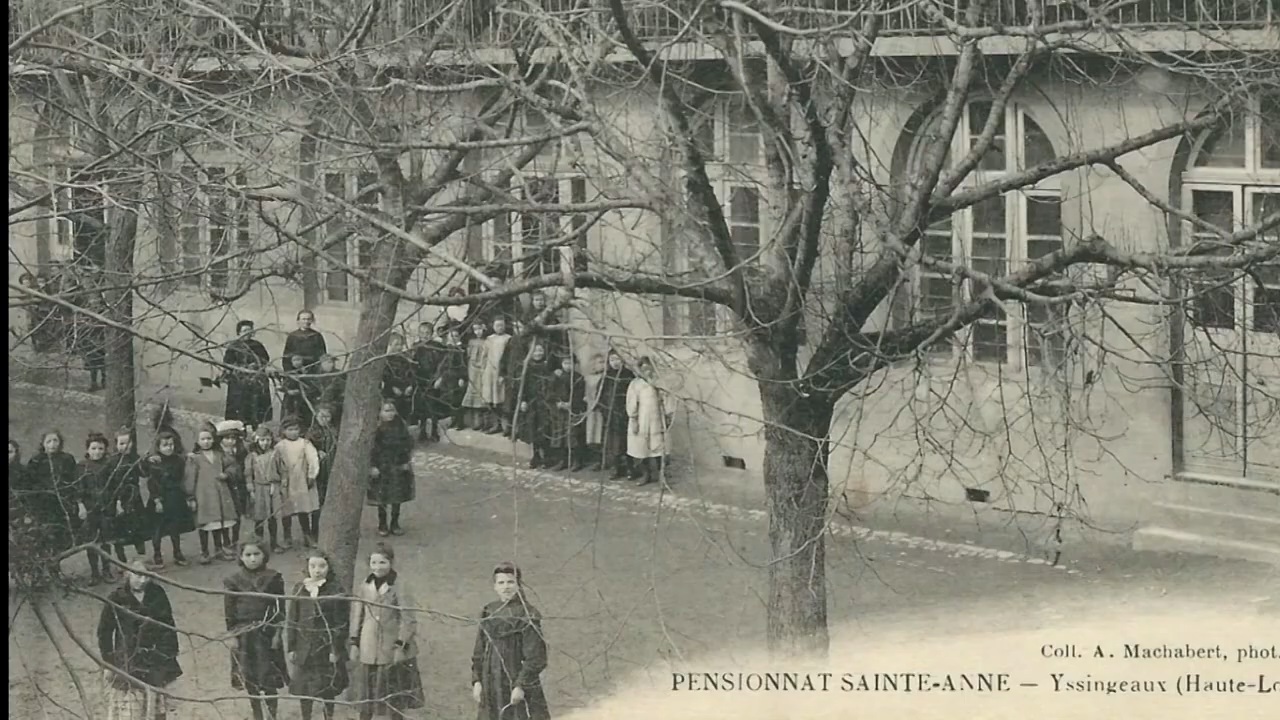 Coll. A. Machabert, phot.
PENSIONNAT SAINTE-ANNE — Yssingeaux (Haute-Lo